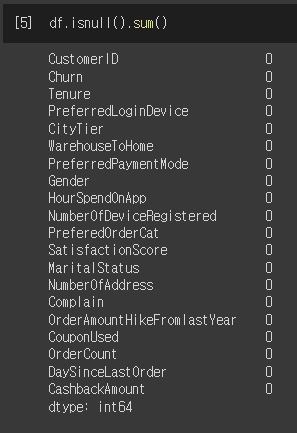 [5] df.isnull().sum()
CustomerID 0
Churn 0
Tenure 0
PreferredLoginDevice 0
CityTier 0
WarehouseToHome 0
PreferredPaymentMode 0
Gender 0
HourSpendOnApp 0
NumberOfDeviceRegistered 0
PreferedOrderCat 0
SatisfactionScore 0
MaritalStatus 0
NumberOfAddress 0
Complain 0
OrderAmountHikeFromlastYear 0
CouponUsed 0
OrderCount 0
DaySinceLastOrder 0
CashbackAmount 0
dtype: int64